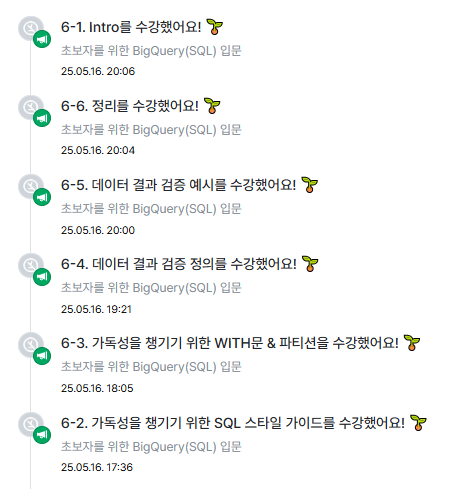 6-1. Intro를 수강했어요!
초보자를 위한 BigQuery(SQL) 입문
25.05.16. 20:06
6-6. 정리를 수강했어요!
초보자를 위한 BigQuery(SQL) 입문
25.05.16. 20:04
6-5. 데이터 결과 검증 예시를 수강했어요!
초보자를 위한 BigQuery(SQL) 입문
25.05.16. 20:00
6-4. 데이터 결과 검증 정의를 수강했어요!
초보자를 위한 BigQuery(SQL) 입문
25.05.16. 19:21
6-3. 가독성을 챙기기 위한 WITH문 & 파티션을 수강했어요!
초보자를 위한 BigQuery(SQL) 입문
25.05.16. 18:05
6-2. 가독성을 챙기기 위한 SQL 스타일 가이드를 수강했어요!
초보자를 위한 BigQuery(SQL) 입문
25.05.16. 17:36